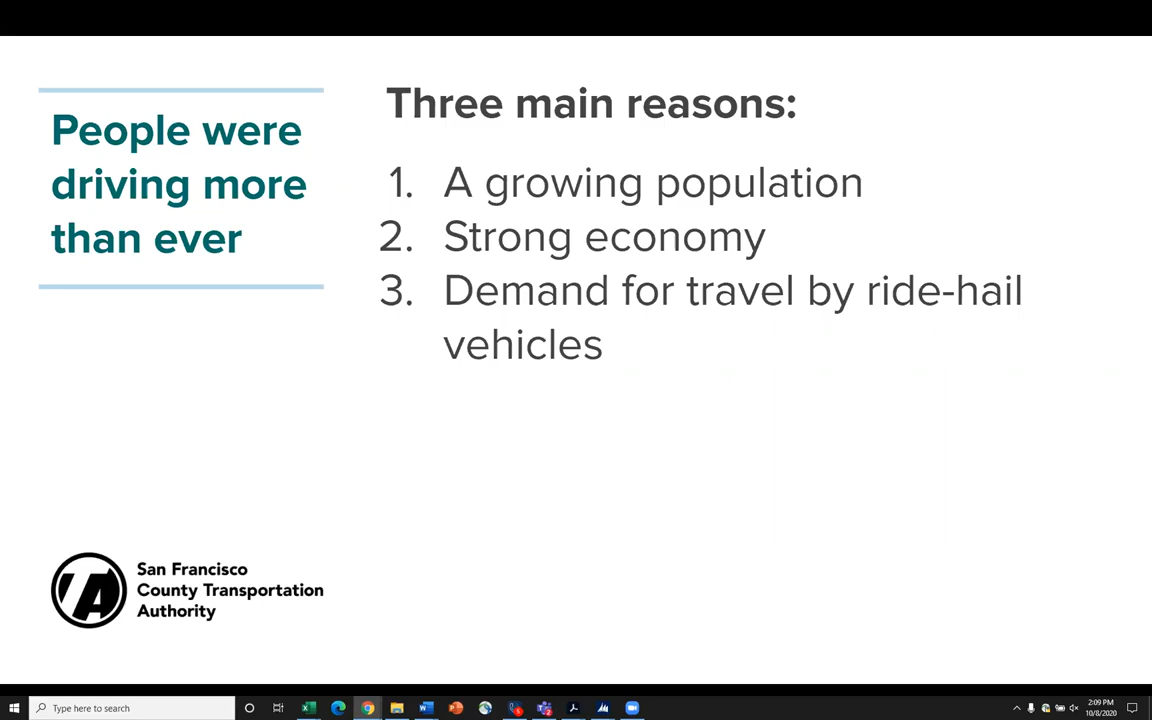 People were
driving more
than ever
Three main reasons:
1. A growing population
2. Strong economy
3. Demand for travel by ride-hail
vehicles
TA
San Francisco
County Transportation
Authority
Type here to search
2:09 PM
10/8/2020